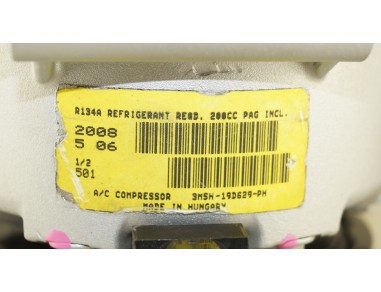 R134A REFRIGERANT REQD. 200CC PAG INCL.
2008
5 06
1/2
501
A/C COMPRESSOR 3M5H-19D629-PH
MADE IN HUNGARY